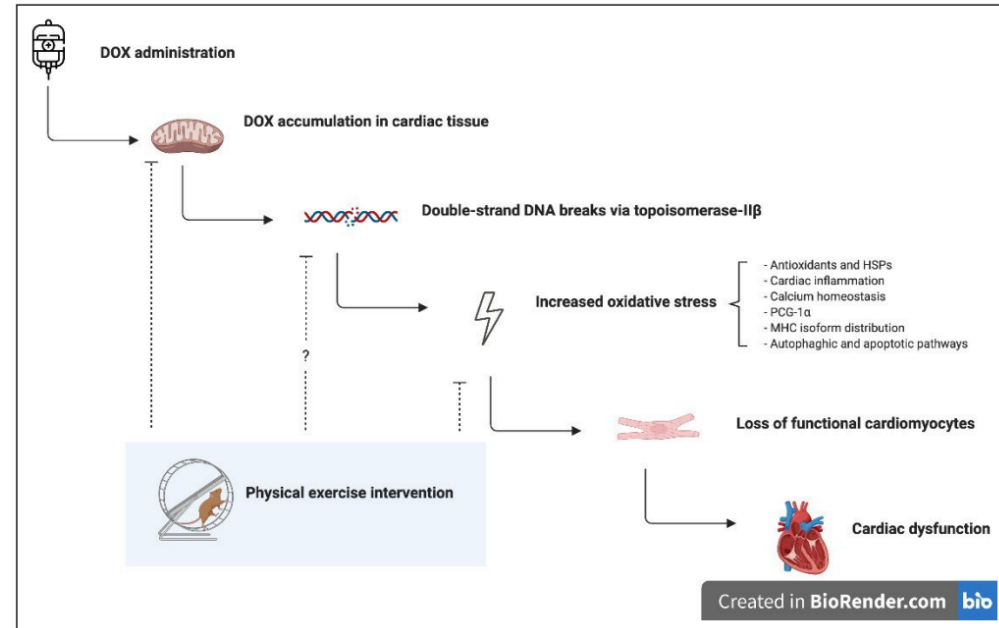 DOX administration
DOX accumulation in cardiac tissue
Double-strand DNA breaks via topoisomerase-IIβ
Increased oxidative stress
- Antioxidants and HSPs
- Cardiac inflammation
- Calcium homeostasis
- PCG-1α
- MHC isoform distribution
- Autophaghic and apoptotic pathways
?
Loss of functional cardiomyocytes
Physical exercise intervention
Cardiac dysfunction
Created in BioRender.com bio